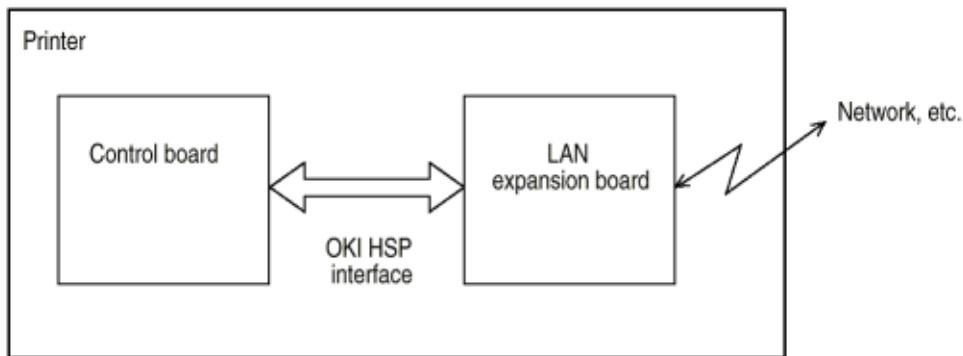 Printer
Control board
LAN
expansion board
Network, etc.
OKI HSP
interface